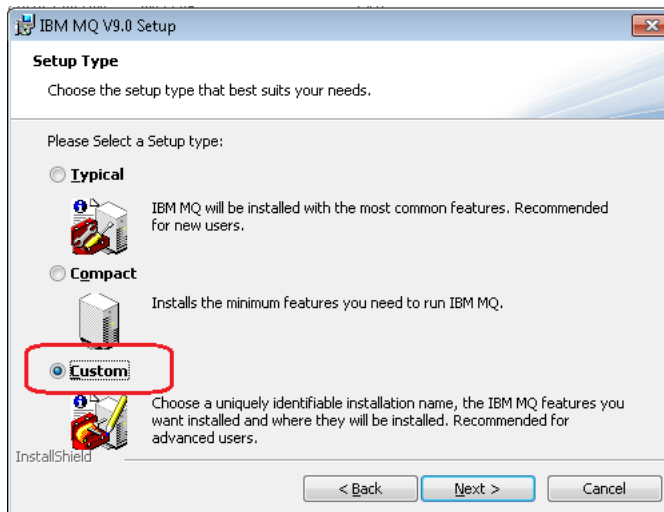 IBM MQ V9.0 Setup
Setup Type
Choose the setup type that best suits your needs.
Please Select a Setup type:
Typical
IBM MQ will be installed with the most common features. Recommended
for new users.
Compact
Installs the minimum features you need to run IBM MQ.
Custom
Choose a uniquely identifiable installation name, the IBM MQ features you
want installed and where they will be installed. Recommended for
advanced users.
InstallShield
< Back
Next >
Cancel